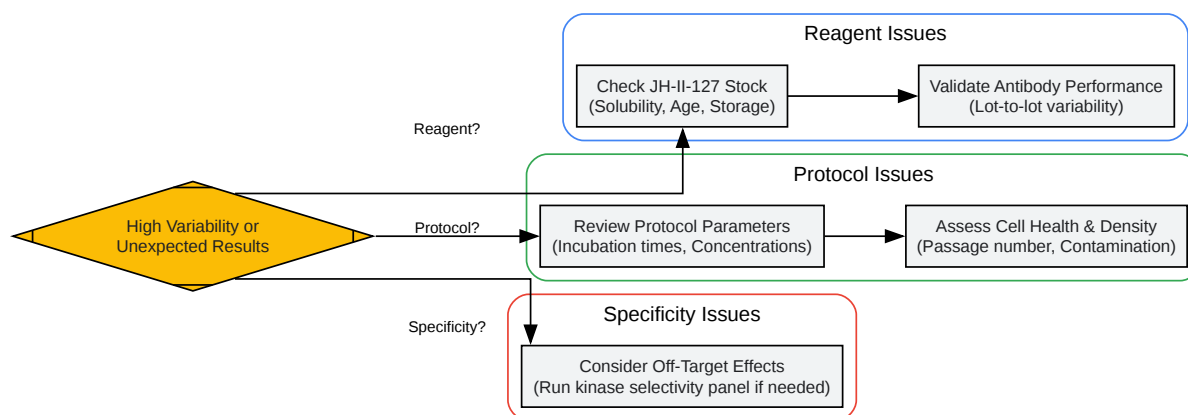 Reagent Issues
Check JH-II-127 Stock
(Solubility, Age, Storage)
Validate Antibody Performance
(Lot-to-lot variability)
Reagent?
Protocol Issues
High Variability or
Unexpected Results
Protocol?
Review Protocol Parameters
(Incubation times, Concentrations)
Assess Cell Health & Density
(Passage number, Contamination)
Specificity?
Specificity Issues
Consider Off-Target Effects
(Run kinase selectivity panel if needed)